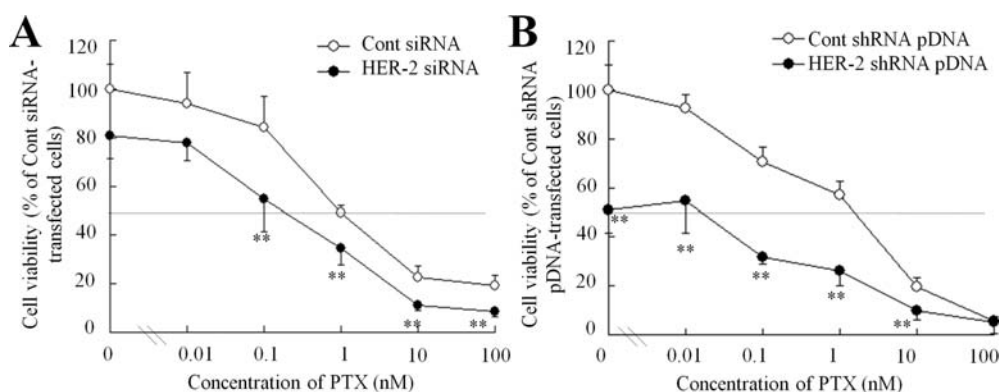 A
Cont siRNA
HER-2 siRNA
Cell viability (% of Cont siRNA-
transfected cells)
120
100
80
60
40
20
0
**
**
**
**
0
0.01
0.1
1
10
100
Concentration of PTX (nM)
B
Cont shRNA pDNA
HER-2 shRNA pDNA
Cell viability (% of Cont shRNA
pDNA-transfected cells)
120
100
80
60
40
20
0
**
**
**
**
**
0
0.01
0.1
1
10
100
Concentration of PTX (nM)